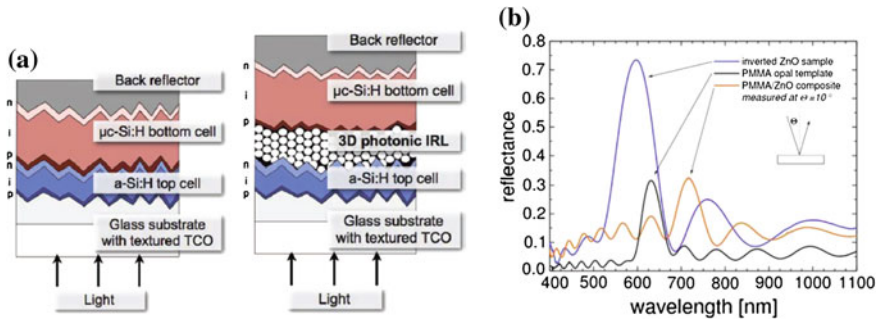 (a)
Back reflector
n
μc-Si:H bottom cell
i
p
n
a-Si:H top cell
i
p
Glass substrate
with textured TCO
Light
Back reflector
n
μc-Si:H bottom cell
i
3D photonic IRL
p
n
a-Si:H top cell
i
p
Glass substrate
with textured TCO
Light
(b)
0.8
0.7
0.6
0.5
0.4
0.3
0.2
0.1
0.0
reflectance
inverted ZnO sample
PMMA opal template
PMMA/ZnO composite
measured at Θ=10°
Θ
400 500 600 700 800 900 1000 1100
wavelength [nm]